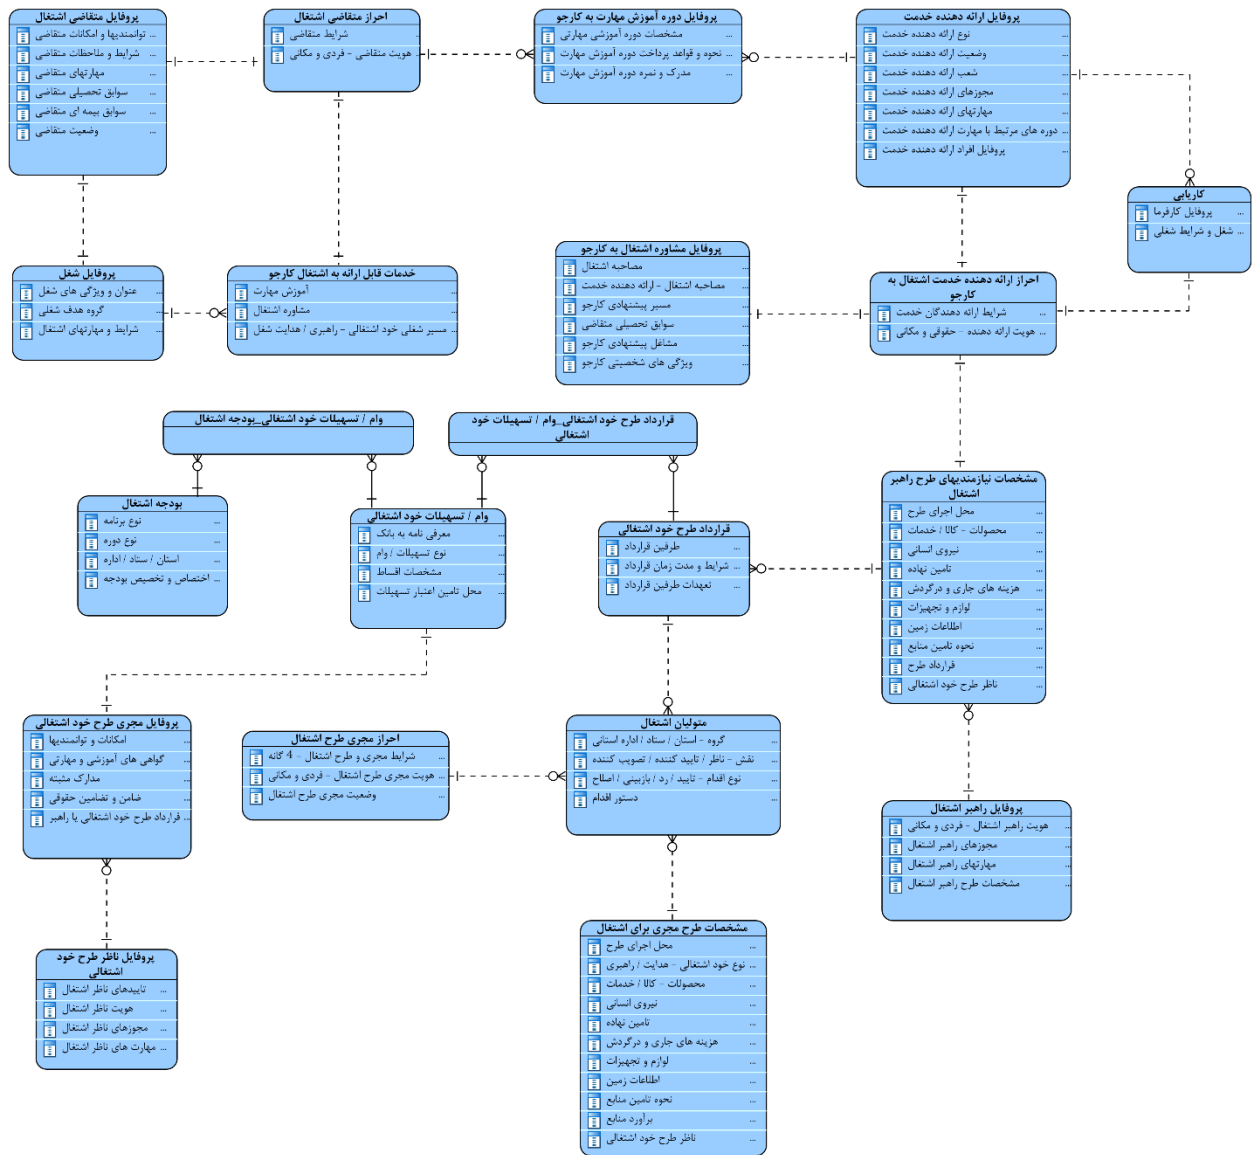 پروفایل متقاضی اشتغال
توانمندیها و امکانات متقاضی ...
شرایط و ملاحظات متقاضی ...
مهارتهای متقاضی ...
سوابق تحصیلی متقاضی ...
سوابق بیمه ای متقاضی ...
وضعیت متقاضی ...
احراز متقاضی اشتغال
شرایط متقاضی ...
هویت متقاضی - فردی و مکانی ...
پروفایل دوره آموزش مهارت به کارجو
مشخصات دوره آموزشی مهارتی ...
نحوه و قواعد پرداخت دوره آموزش مهارت ...
مدرک و نمره دوره آموزش مهارت ...
پروفایل ارائه دهنده خدمت
نوع ارائه دهنده خدمت ...
وضعیت ارائه دهنده خدمت ...
شعب ارائه دهنده خدمت ...
مجوزهای ارائه دهنده خدمت ...
مهارتهای ارائه دهنده خدمت ...
دوره های مرتبط با مهارت ارائه دهنده خدمت ...
پروفایل افراد ارائه دهنده خدمت ...
کاریابی
پروفایل کارفرما ...
شغل و شرایط شغلی ...
پروفایل شغل
عنوان و ویژگی های شغل ...
گروه هدف شغلی ...
شرایط و مهارتهای اشتغال ...
خدمات قابل ارائه به اشتغال کارجو
آموزش مهارت ...
مشاوره اشتغال ...
مسیر شغلی خود اشتغالی - راهبری / هدایت شغل ...
پروفایل مشاوره اشتغال به کارجو
مصاحبه اشتغال ...
مصاحبه اشتغال - ارائه دهنده خدمت ...
مسیر پیشنهادی کارجو ...
سوابق تحصیلی متقاضی ...
مشاغل پیشنهادی کارجو ...
ویژگی های شخصیتی کارجو ...
احراز ارائه دهنده خدمت اشتغال به
کارجو
شرایط ارائه دهندگان خدمت ...
هویت ارائه دهنده - حقوقی و مکانی ...
وام / تسهیلات خود اشتغالی_بودجه اشتغال
قرارداد طرح خود اشتغالی_وام / تسهیلات خود
اشتغالی
بودجه اشتغال
نوع برنامه ...
نوع دوره ...
استان / ستاد / اداره ...
اختصاص و تخصیص بودجه ...
وام / تسهیلات خود اشتغالی
معرفی نامه به بانک ...
نوع تسهیلات / وام ...
مشخصات اقساط ...
محل تامین اعتبار تسهیلات ...
قرارداد طرح خود اشتغالی
طرفین قرارداد ...
شرایط و مدت زمان قرارداد ...
تعهدات طرفین قرارداد ...
مشخصات نیازمندیهای طرح راهبر
اشتغال
محل اجرای طرح ...
محصولات - کالا / خدمات ...
نیروی انسانی ...
تامین نهاده ...
هزینه های جاری و درگردش ...
لوازم و تجهیزات ...
اطلاعات زمین ...
نحوه تامین منابع ...
قرارداد طرح ...
ناظر طرح خود اشتغالی ...
پروفایل مجری طرح خود اشتغالی
امکانات و توانمندیها ...
گواهی های آموزشی و مهارتی ...
مدارک مثبته ...
ضامن و تضامین حقوقی ...
قرارداد طرح خود اشتغالی با راهبر ...
احراز مجری طرح اشتغال
شرایط مجری و طرح اشتغال - 4 گانه ...
هویت مجری طرح اشتغال - فردی و مکانی ...
وضعیت مجری طرح اشتغال ...
متولیان اشتغال
گروه - استان / ستاد / اداره استانی ...
نقش - ناظر / تایید کننده / تصویب کننده ...
نوع اقدام - تایید / رد / بازبینی / اصلاح ...
دستور اقدام ...
پروفایل راهبر اشتغال
هویت راهبر اشتغال - فردی و مکانی ...
مجوزهای راهبر اشتغال ...
مهارتهای راهبر اشتغال ...
مشخصات طرح راهبر اشتغال ...
پروفایل ناظر طرح خود
اشتغالی
تاییدهای ناظر اشتغال ...
هویت ناظر اشتغال ...
مجوزهای ناظر اشتغال ...
مهارت های ناظر اشتغال ...
مشخصات طرح مجری برای اشتغال
محل اجرای طرح ...
نوع خود اشتغالی - هدایت / راهبری ...
محصولات - کالا / خدمات ...
نیروی انسانی ...
تامین نهاده ...
هزینه های جاری و درگردش ...
لوازم و تجهیزات ...
اطلاعات زمین ...
نحوه تامین منابع ...
برآورد منابع ...
ناظر طرح خود اشتغالی ...